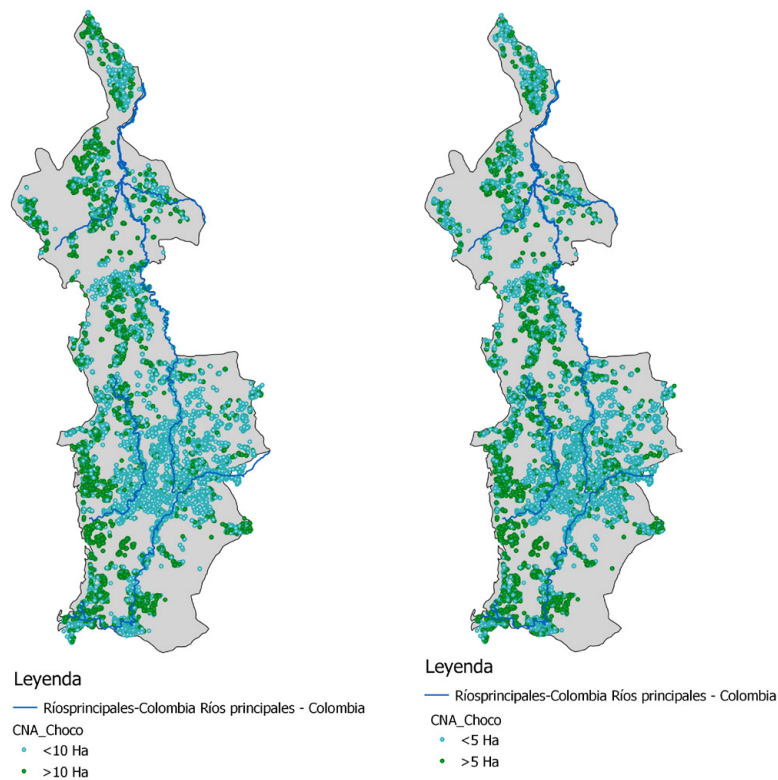 Leyenda
Ríosprincipales-Colombia Ríos principales - Colombia
CNA_Choco
<10 Ha
>10 Ha
Leyenda
Ríosprincipales-Colombia Ríos principales - Colombia
CNA_Choco
<5 Ha
>5 Ha